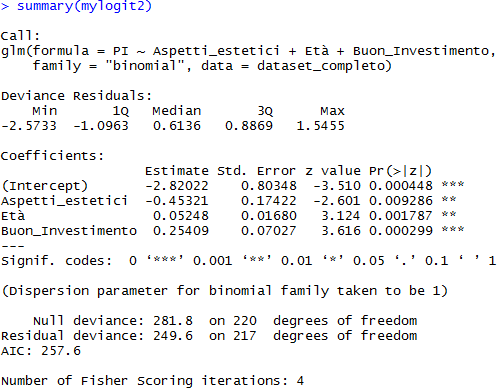 > summary(mylogit2)
Call:
glm(formula = PI ~ Aspetti_estetici + Età + Buon_Investimento,
    family = "binomial", data = dataset_completo)
Deviance Residuals:
    Min       1Q   Median       3Q      Max
-2.5733  -1.0963   0.6136   0.8869   1.5455
Coefficients:
                  Estimate Std. Error z value Pr(>|z|)
(Intercept)       -2.82022    0.80348  -3.510 0.000448 ***
Aspetti_estetici  -0.45321    0.17422  -2.601 0.009286 **
Età                0.05248    0.01680   3.124 0.001787 **
Buon_Investimento  0.25409    0.07027   3.616 0.000299 ***
---
Signif. codes:  0 ‘***’ 0.001 ‘**’ 0.01 ‘*’ 0.05 ‘.’ 0.1 ‘ ’ 1
(Dispersion parameter for binomial family taken to be 1)
    Null deviance: 281.8  on 220  degrees of freedom
Residual deviance: 249.6  on 217  degrees of freedom
AIC: 257.6
Number of Fisher Scoring iterations: 4